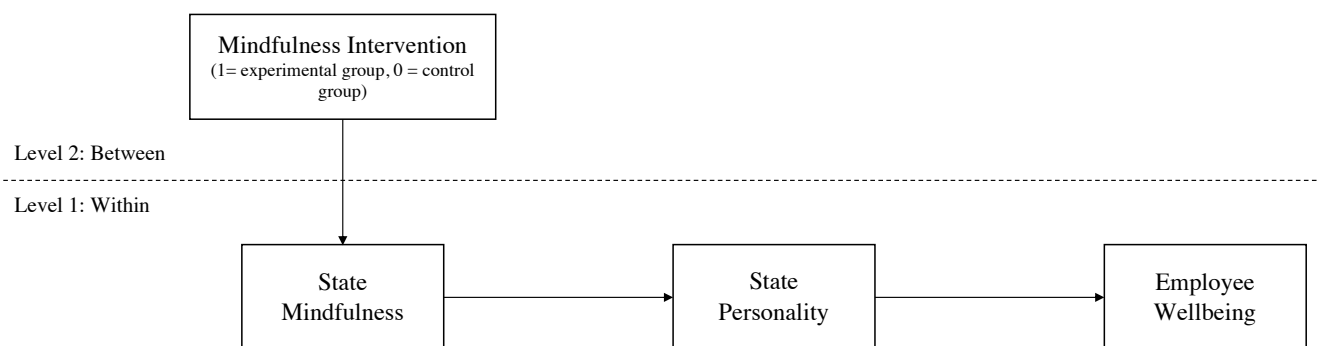 Mindfulness Intervention
(1= experimental group, 0 = control
group)
Level 2: Between
Level 1: Within
State
Mindfulness
State
Personality
Employee
Wellbeing